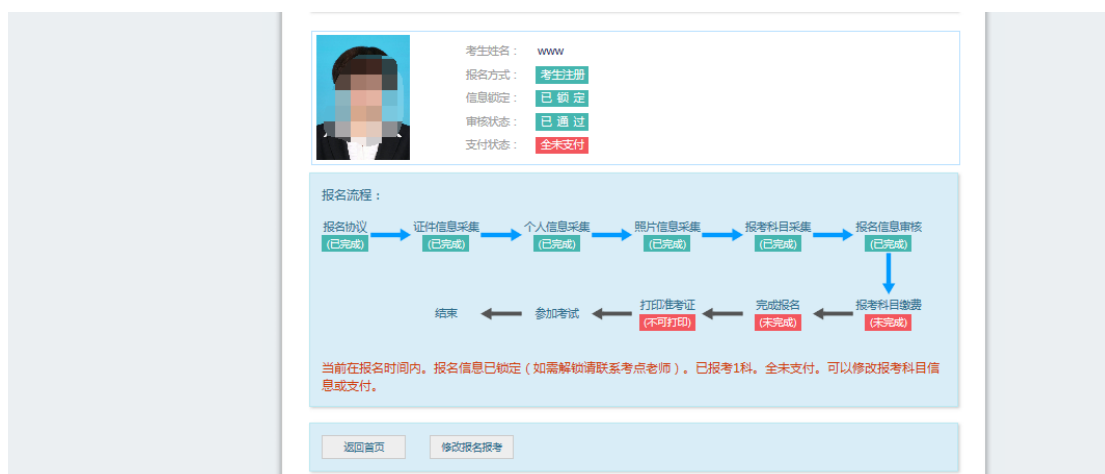 考生姓名： www
报名方式： 考生注册
信息锁定： 已 锁 定
审核状态： 已 通 过
支付状态： 全未支付
报名流程：
报名协议 证件信息采集 个人信息采集 照片信息采集 报考科目采集 报名信息审核
(已完成) (已完成) (已完成) (已完成) (已完成) (已完成)
结束 参加考试 打印准考证 完成报名 报考科目缴费
(不可打印) (未完成) (未完成)
当前在报名时间内。报名信息已锁定（如需解锁请联系考点老师）。已报考1科。全未支付。可以修改报考科目信
息或支付。
返回首页 修改报名报考